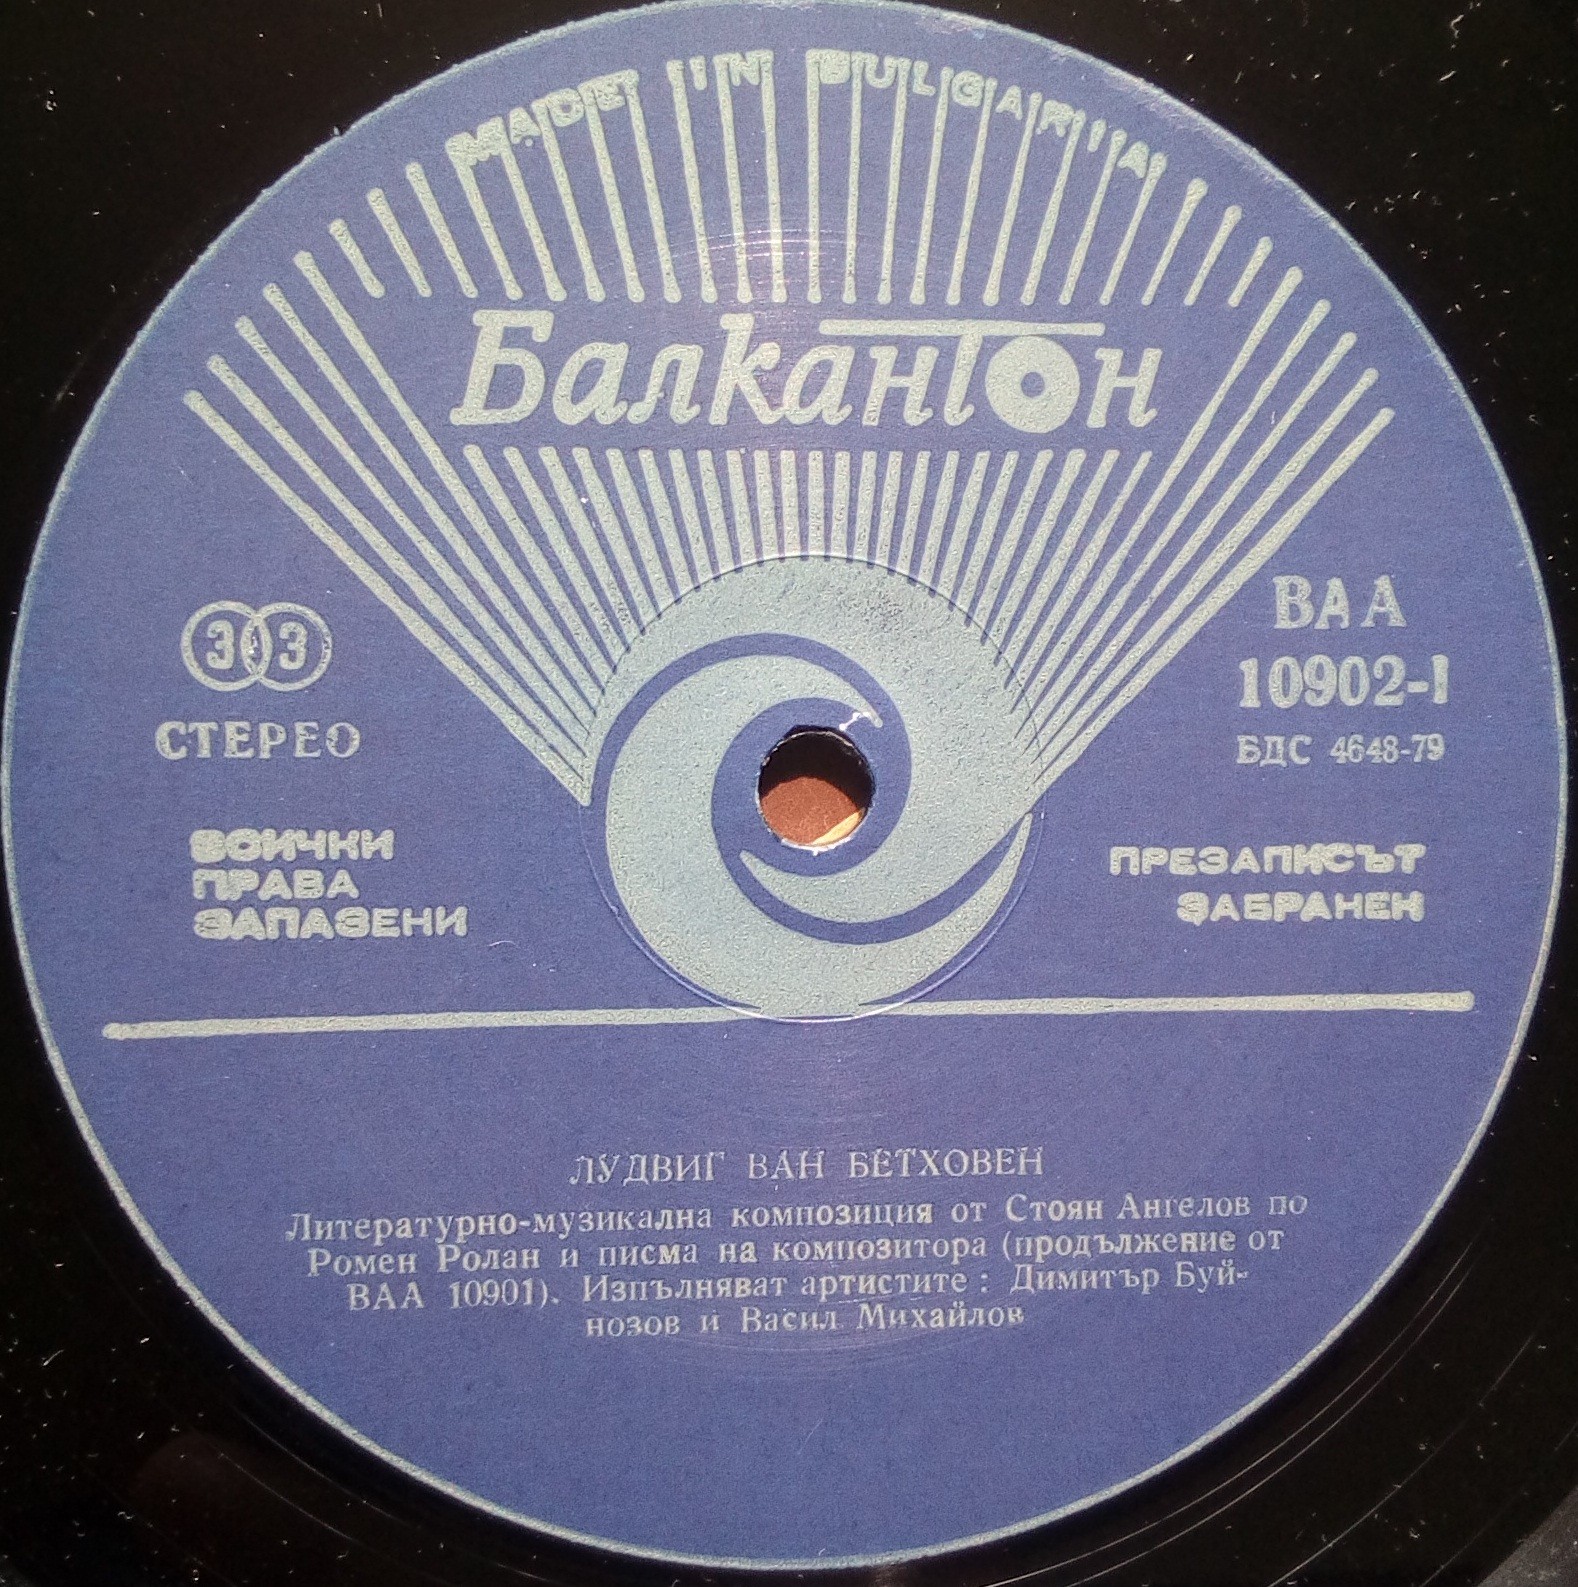 MADE IN BULGARIA
Балкантон
33
СТЕРЕО
ВАА
10902-I
БДС 4648-79
ВСИЧКИ
ПРАВА
ЗАПАЗЕНИ
ПРЕЗАПИСЪТ
ЗАБРАНЕН
ЛУДВИГ ВАН БЕТХОВЕН
Литературно-музикална композиция от Стоян Ангелов по
Ромен Ролан и писма на композитора (продължение от
ВАА 10901). Изпълняват артистите : Димитър Буй-
нозов и Васил Михайлов